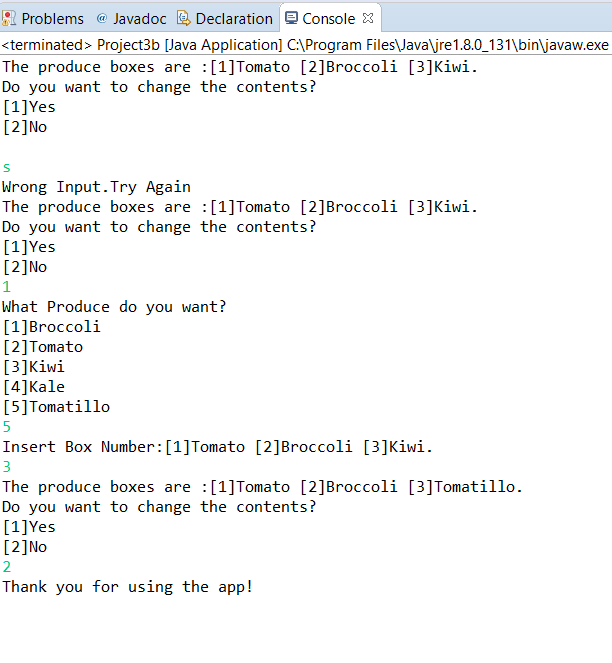 Problems @ Javadoc Declaration Console
<terminated> Project3b [Java Application] C:\Program Files\Java\jre1.8.0_131\bin\javaw.exe
The produce boxes are :[1]Tomato [2]Broccoli [3]Kiwi.
Do you want to change the contents?
[1]Yes
[2]No
s
Wrong Input.Try Again
The produce boxes are :[1]Tomato [2]Broccoli [3]Kiwi.
Do you want to change the contents?
[1]Yes
[2]No
1
What Produce do you want?
[1]Broccoli
[2]Tomato
[3]Kiwi
[4]Kale
[5]Tomatillo
5
Insert Box Number:[1]Tomato [2]Broccoli [3]Kiwi.
3
The produce boxes are :[1]Tomato [2]Broccoli [3]Tomatillo.
Do you want to change the contents?
[1]Yes
[2]No
2
Thank you for using the app!